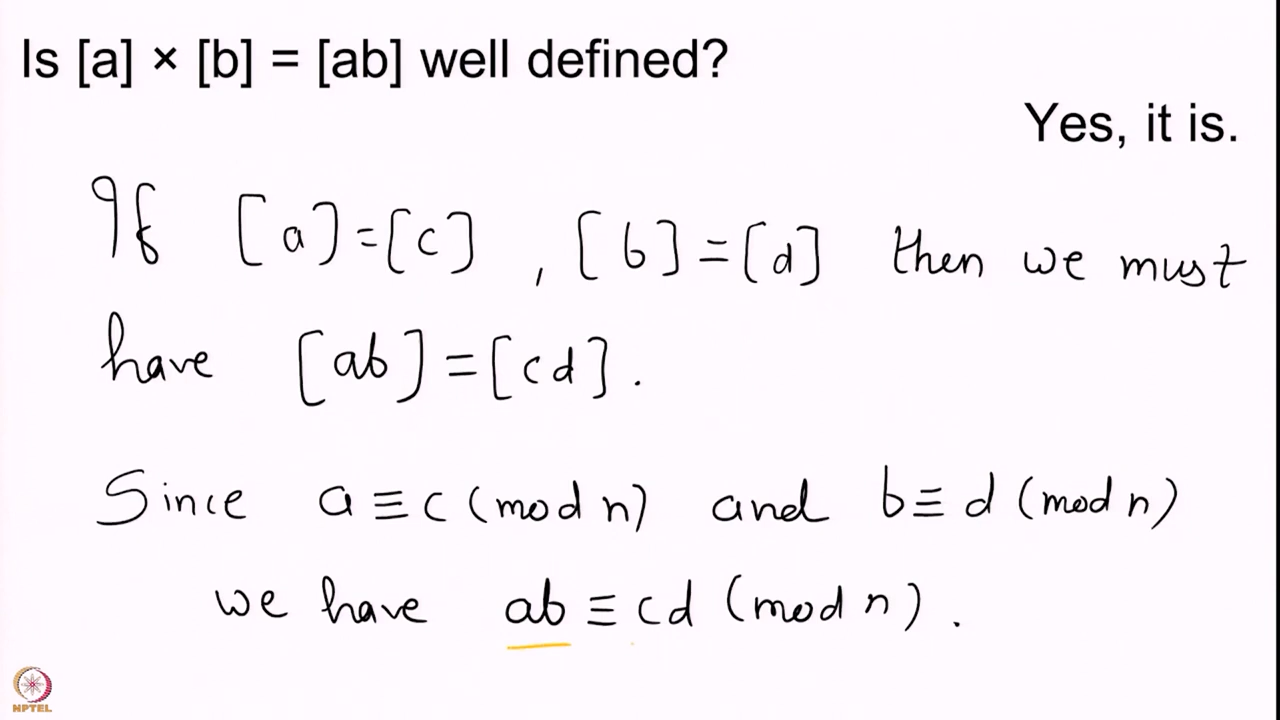 Is [a] × [b] = [ab] well defined?
Yes, it is.
If [a]=[c] , [b]=[d] then we must
have [ab]=[cd].
Since a≡c (mod n) and b≡d (mod n)
we have ab≡cd (mod n).
NPTEL